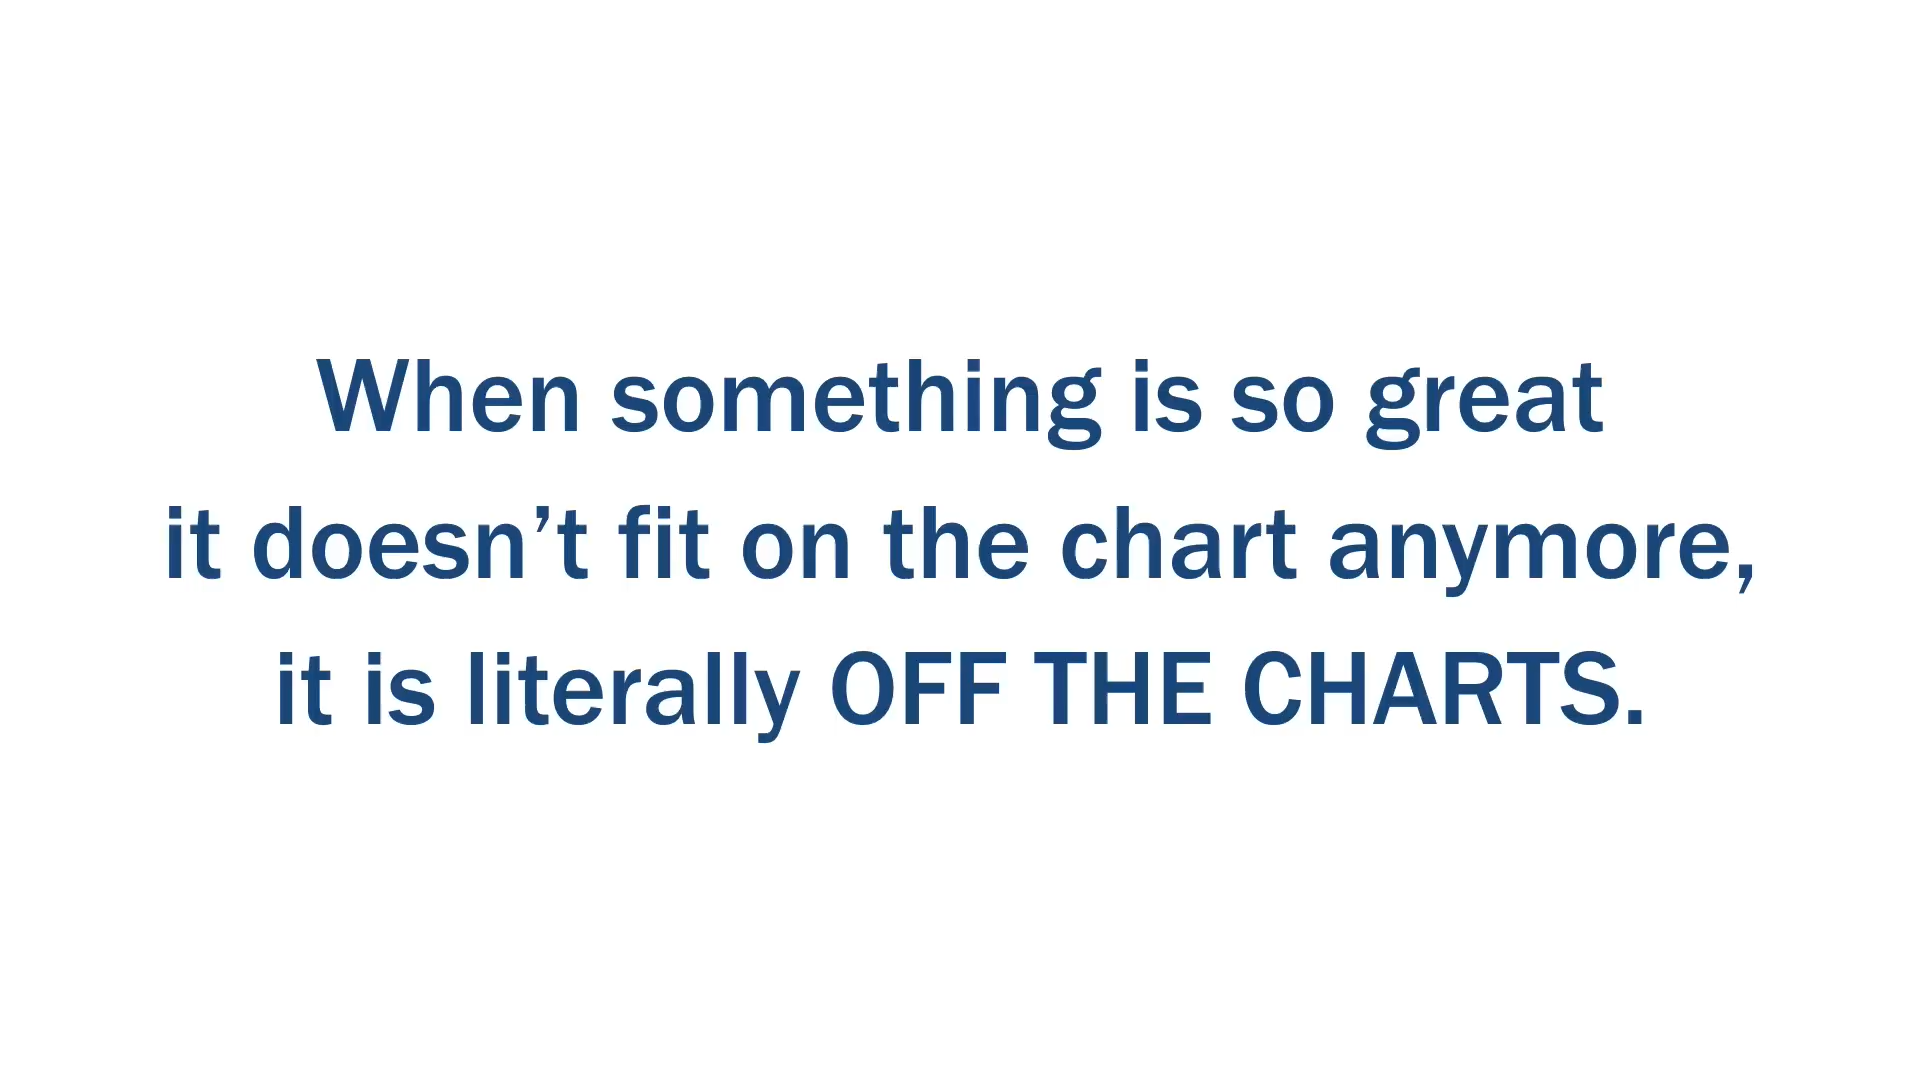 When something is so great
it doesn’t fit on the chart anymore,
it is literally OFF THE CHARTS.